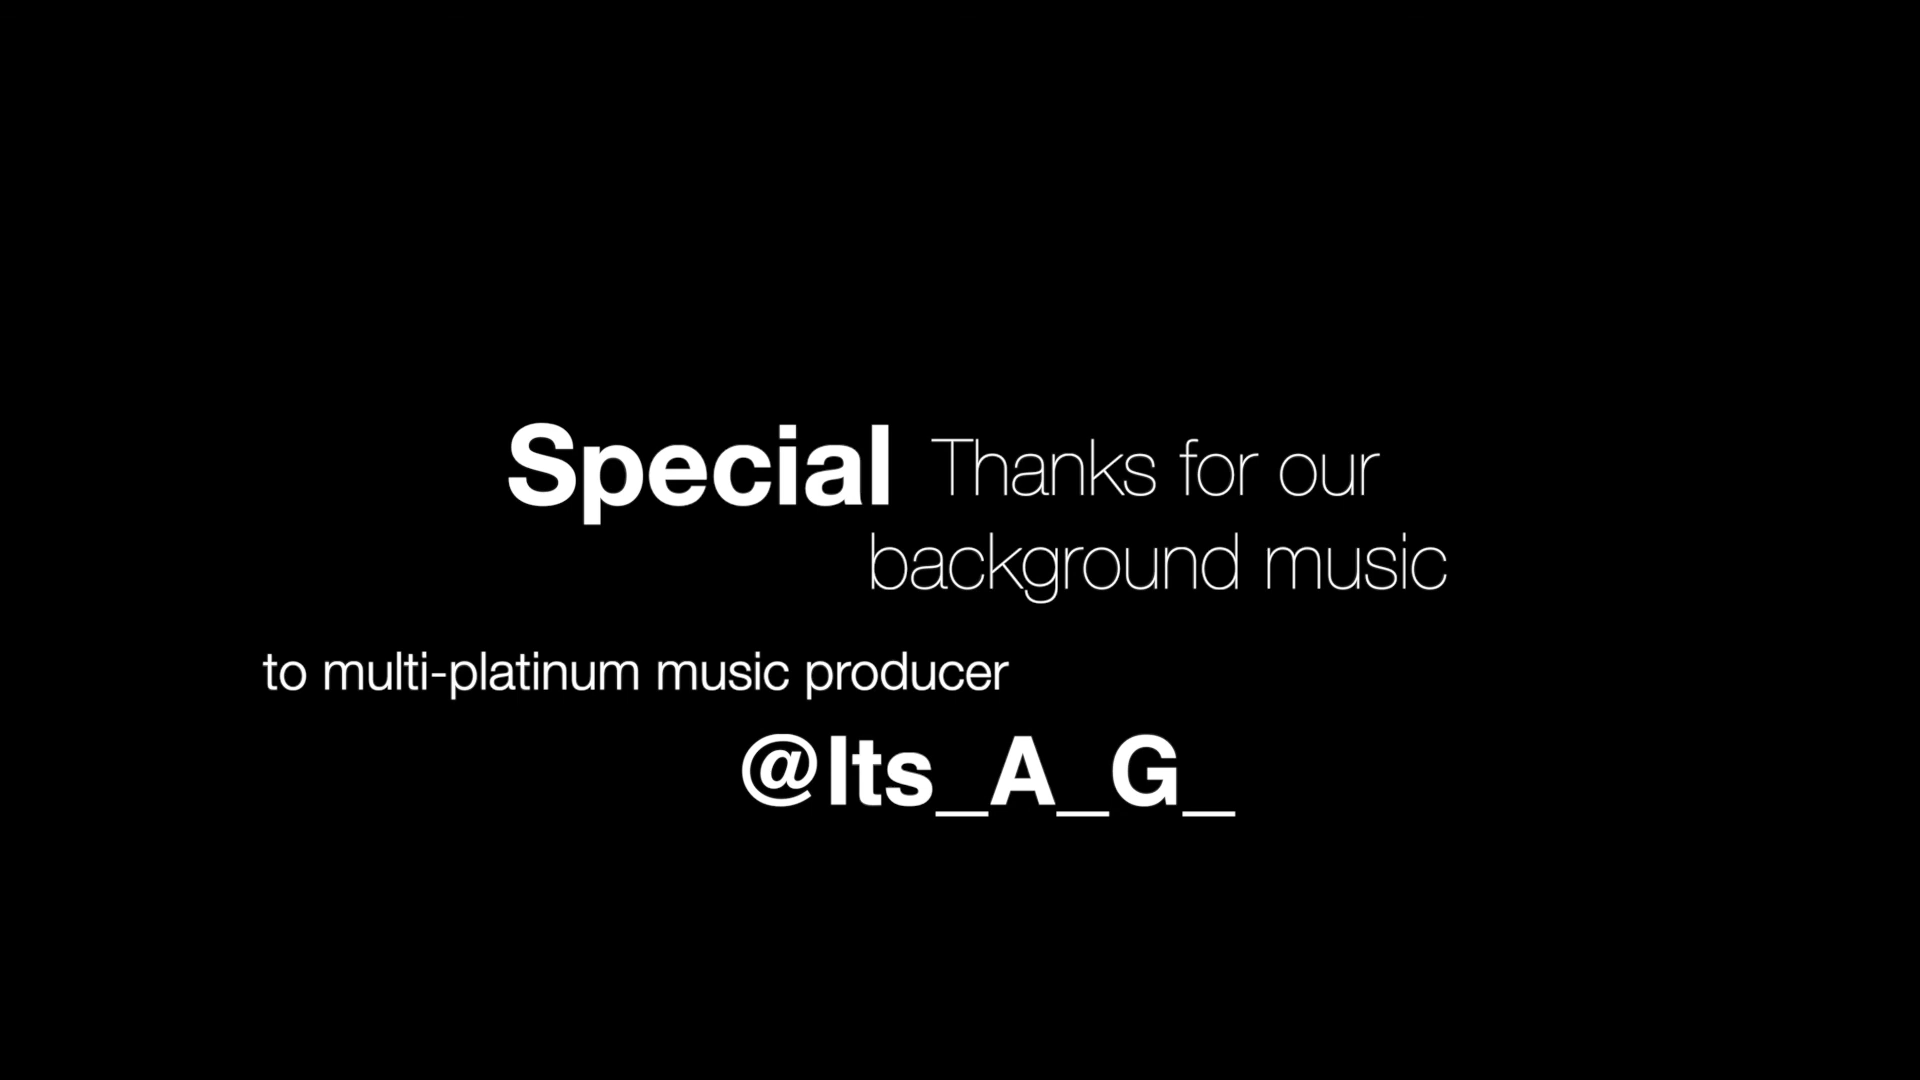 Special Thanks for our
background music
to multi-platinum music producer
@Its_A_G_